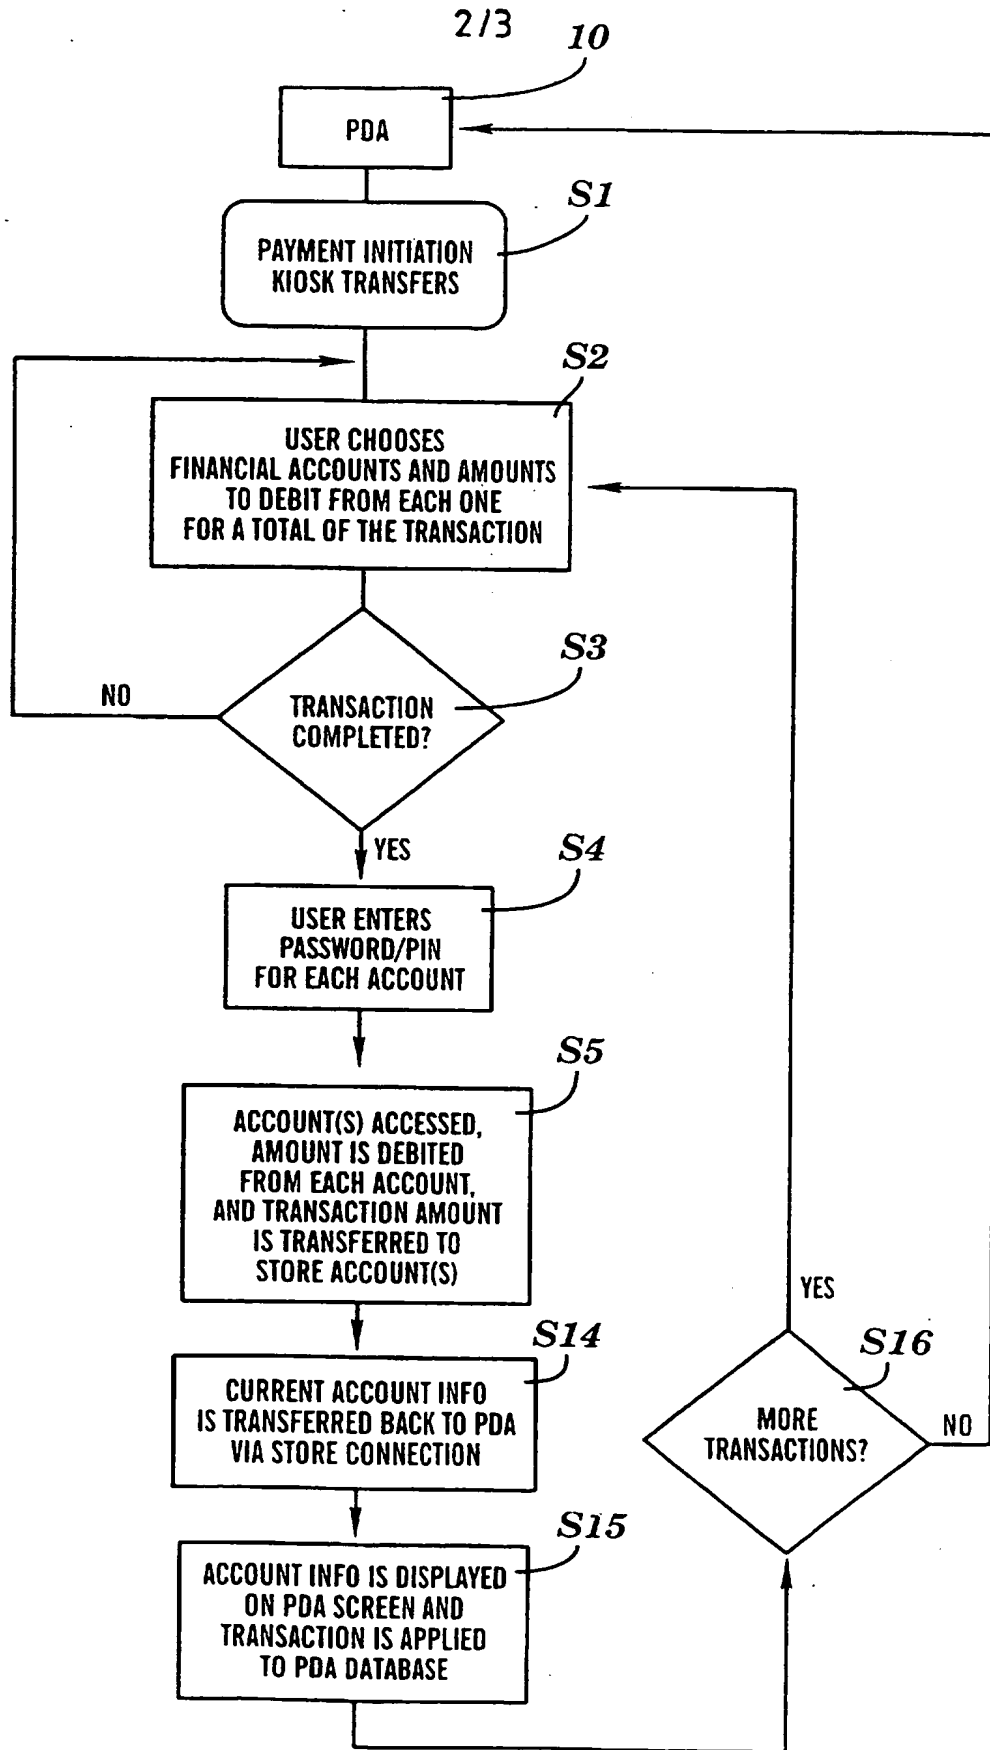 2/3
10
PDA
S1
PAYMENT INITIATION
KIOSK TRANSFERS
S2
USER CHOOSES
FINANCIAL ACCOUNTS AND AMOUNTS
TO DEBIT FROM EACH ONE
FOR A TOTAL OF THE TRANSACTION
S3
NO
TRANSACTION
COMPLETED?
YES
S4
USER ENTERS
PASSWORD/PIN
FOR EACH ACCOUNT
S5
ACCOUNT(S) ACCESSED,
AMOUNT IS DEBITED
FROM EACH ACCOUNT,
AND TRANSACTION AMOUNT
IS TRANSFERRED TO
STORE ACCOUNT(S)
S14
CURRENT ACCOUNT INFO
IS TRANSFERRED BACK TO PDA
VIA STORE CONNECTION
S15
ACCOUNT INFO IS DISPLAYED
ON PDA SCREEN AND
TRANSACTION IS APPLIED
TO PDA DATABASE
YES
S16
MORE
TRANSACTIONS?
NO